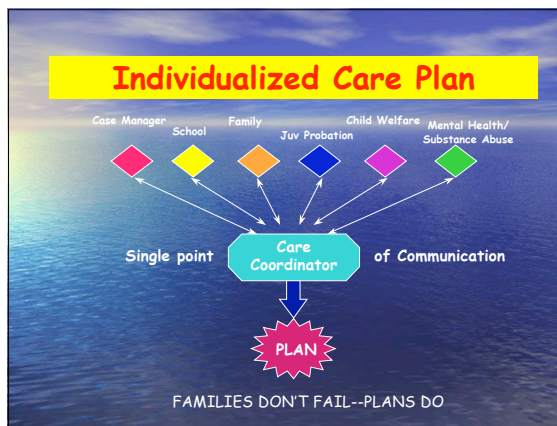 Individualized Care Plan
Case Manager
School
Family
Juv Probation
Child Welfare
Mental Health/
Substance Abuse
Single point
Care
Coordinator
of Communication
PLAN
FAMILIES DON'T FAIL--PLANS DO